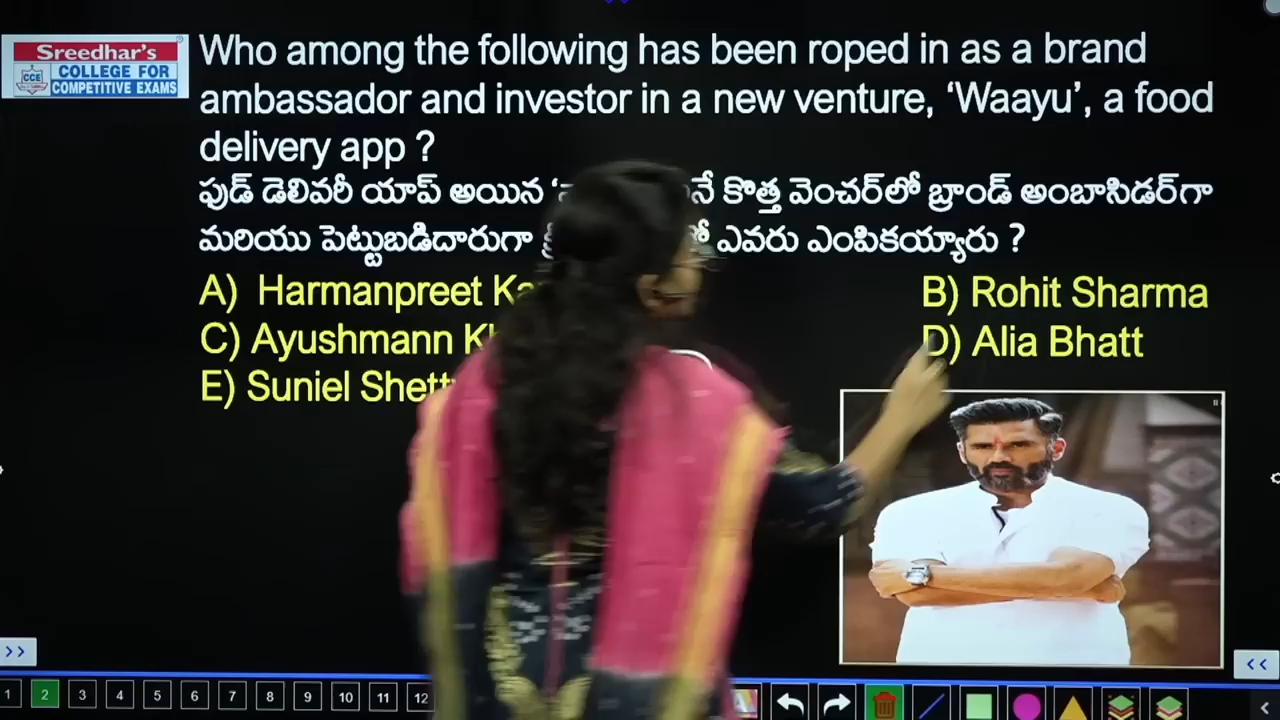 Sreedhar's
CCE
COLLEGE FOR
COMPETITIVE EXAMS
Who among the following has been roped in as a brand
ambassador and investor in a new venture, ‘Waayu’, a food
delivery app ?
ఫుడ్ డెలివరీ యాప్ అయిన కొత్త వెంచర్‌లో బ్రాండ్ అంబాసిడర్‌గా
మరియు పెట్టుబడిదారుగా ఎవరు ఎంపికయ్యారు ?
A) Harmanpreet
B) Rohit Sharma
C) Ayushmann
D) Alia Bhatt
E) Suniel
>>
<<
1 2 3 4 5 6 7 8 9 10 11 12
<